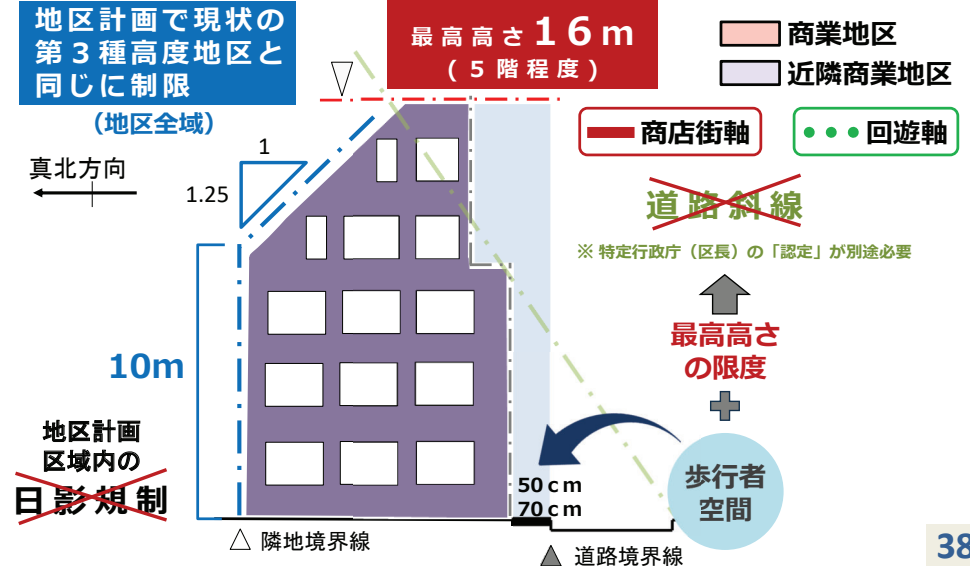 地区計画で現状の
第３種高度地区と
同じに制限
（地区全域）
最高高さ１６ｍ
（５階程度）
商業地区
近隣商業地区
商店街軸
回遊軸
真北方向
1
1.25
道路斜線
※ 特定行政庁（区長）の「認定」が別途必要
最高高さ
の限度
10m
地区計画
区域内の
日影規制
歩行者
空間
50ｃｍ
70ｃｍ
△ 隣地境界線
▲ 道路境界線
38